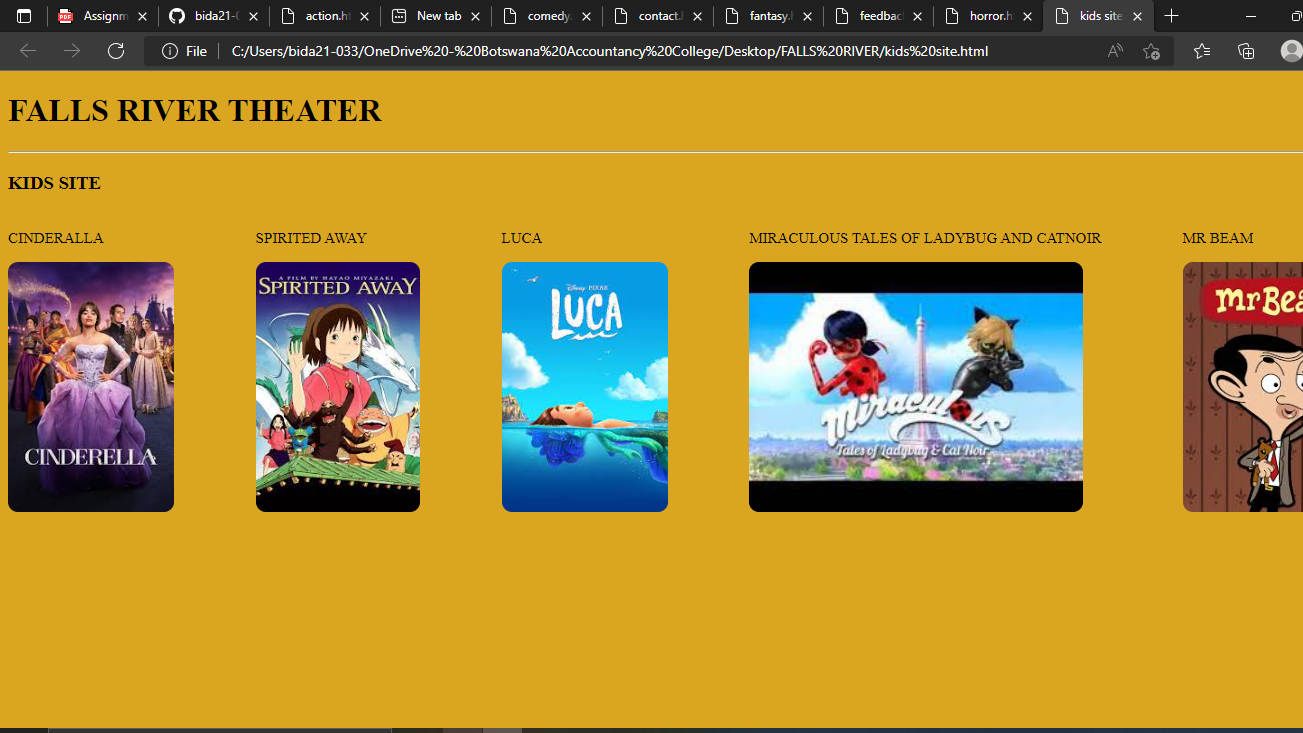 Assignm bida21-0 action.ht New tab comedy. contact.l fantasy.l feedbac horror.h kids site
File C:/Users/bida21-033/OneDrive%20-%20Botswana%20Accountancy%20College/Desktop/FALLS%20RIVER/kids%20site.html
FALLS RIVER THEATER
KIDS SITE
CINDERALLA SPIRITED AWAY LUCA MIRACULOUS TALES OF LADYBUG AND CATNOIR MR BEAM
CINDERELLA
A FILM BY HAYAO MIYAZAKI
SPIRITED AWAY
Disney PIXAR
LUCA
Miraculous
Tales of Ladybug & Cat Noir
mrBea